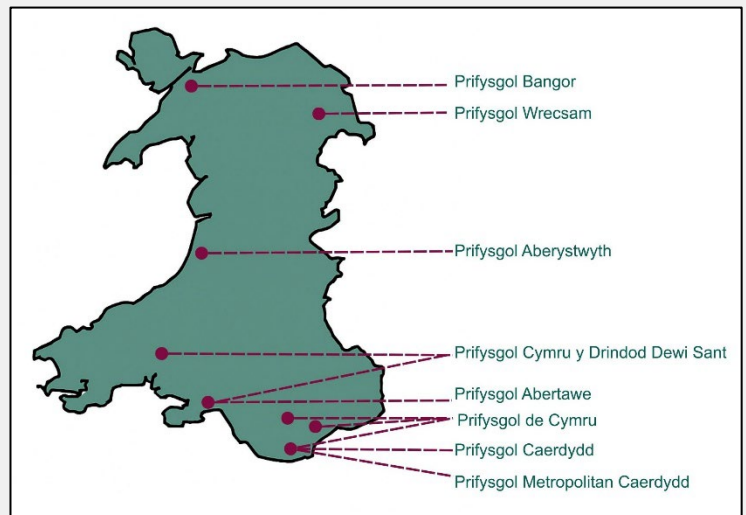 Prifysgol Bangor
Prifysgol Wrecsam
Prifysgol Aberystwyth
Prifysgol Cymru y Drindod Dewi Sant
Prifysgol Abertawe
Prifysgol de Cymru
Prifysgol Caerdydd
Prifysgol Metropolitan Caerdydd